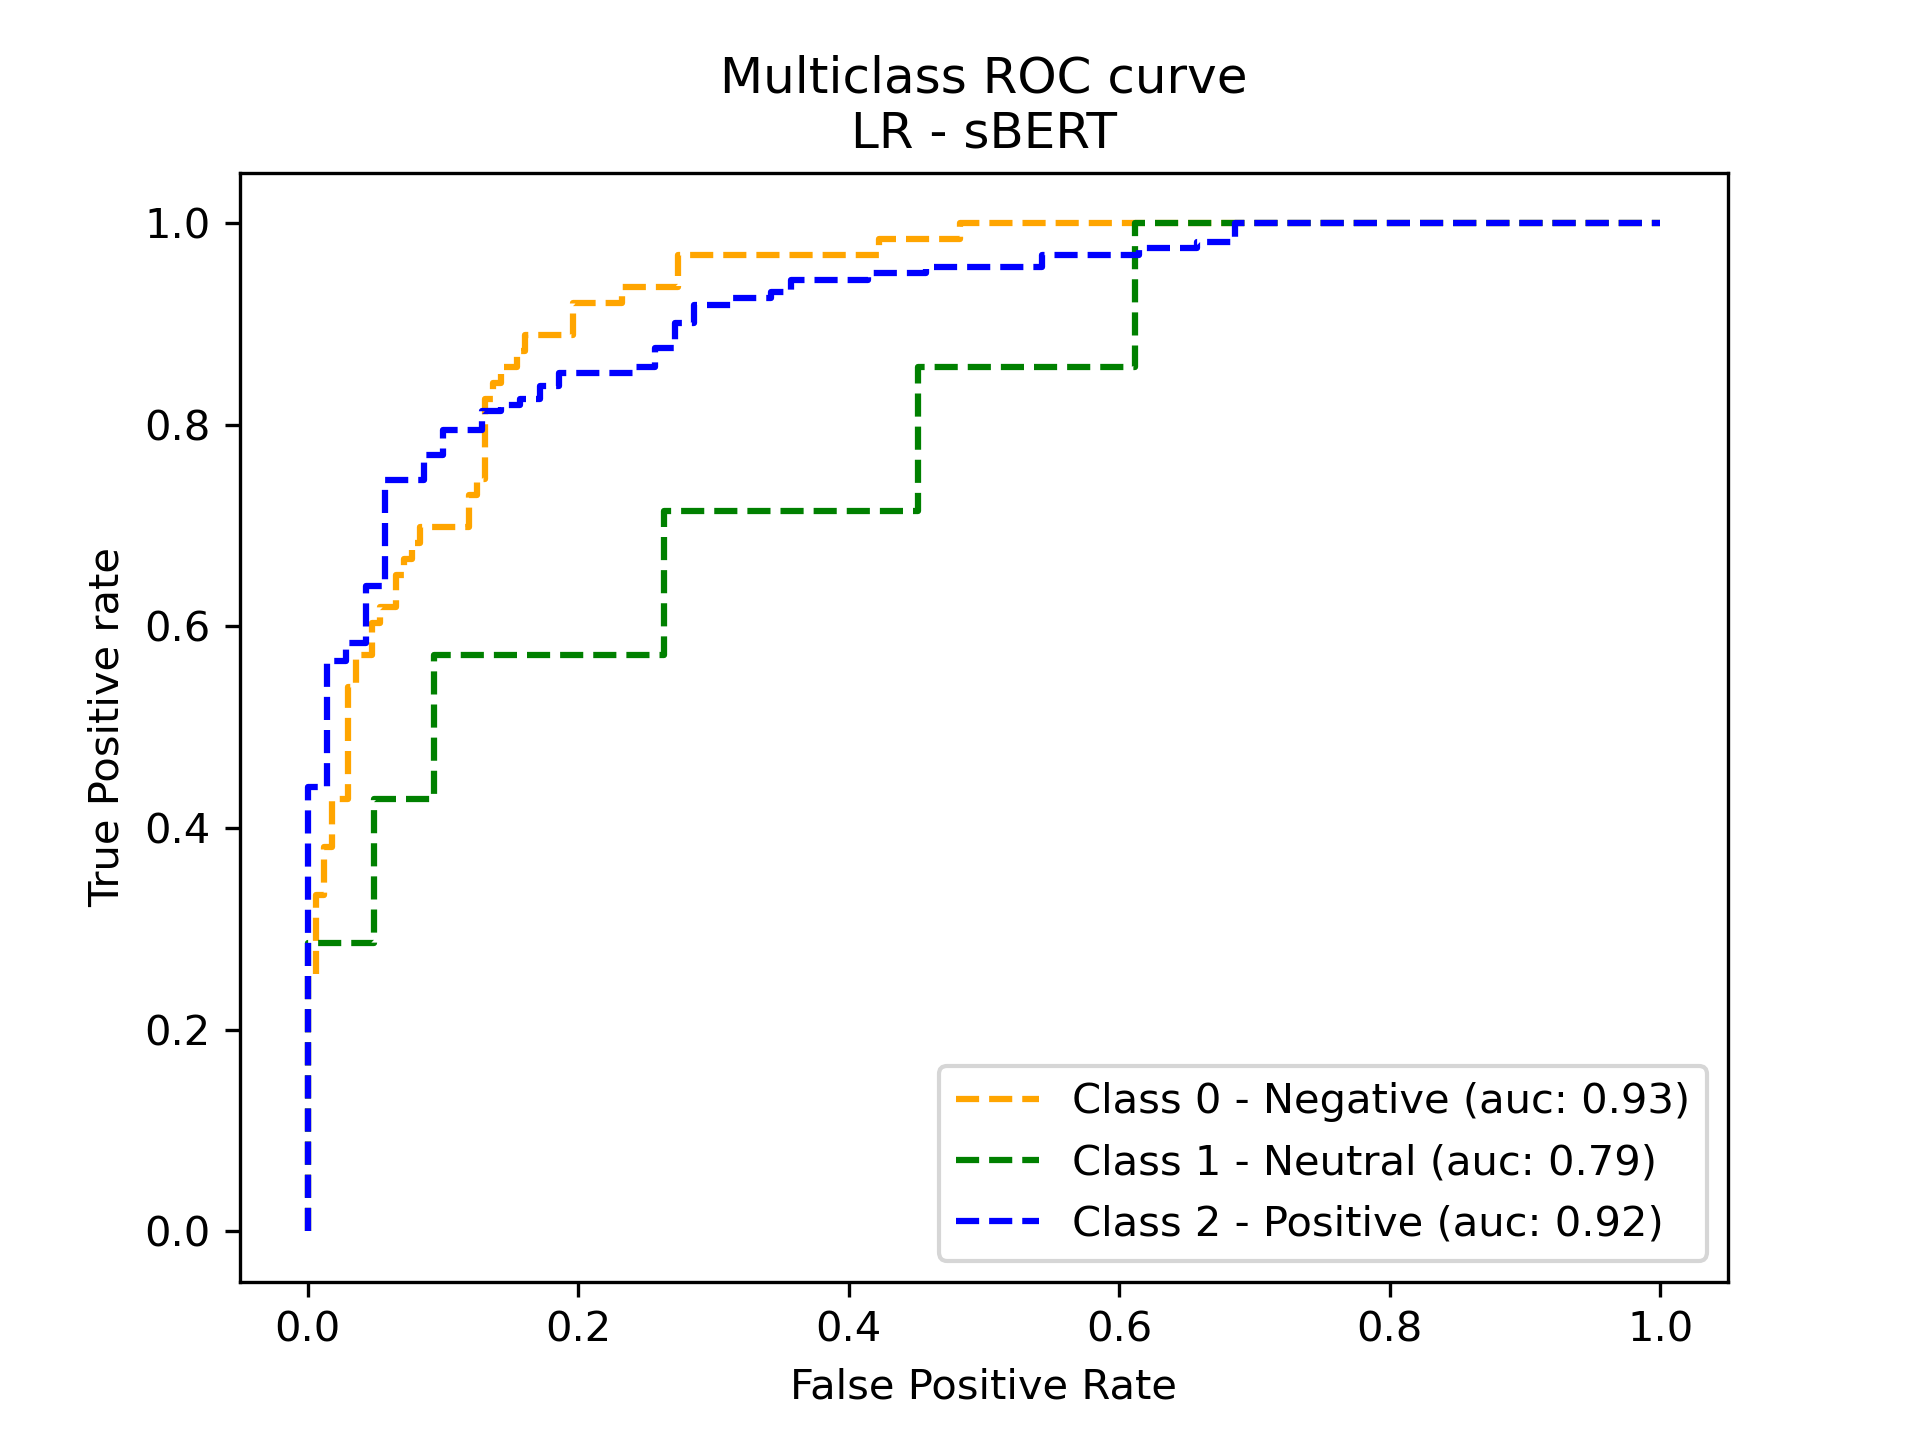 Multiclass ROC curve
LR - sBERT
True Positive rate
1.0
0.8
0.6
0.4
0.2
0.0
Class 0 - Negative (auc: 0.93)
Class 1 - Neutral (auc: 0.79)
Class 2 - Positive (auc: 0.92)
0.0 0.2 0.4 0.6 0.8 1.0
False Positive Rate